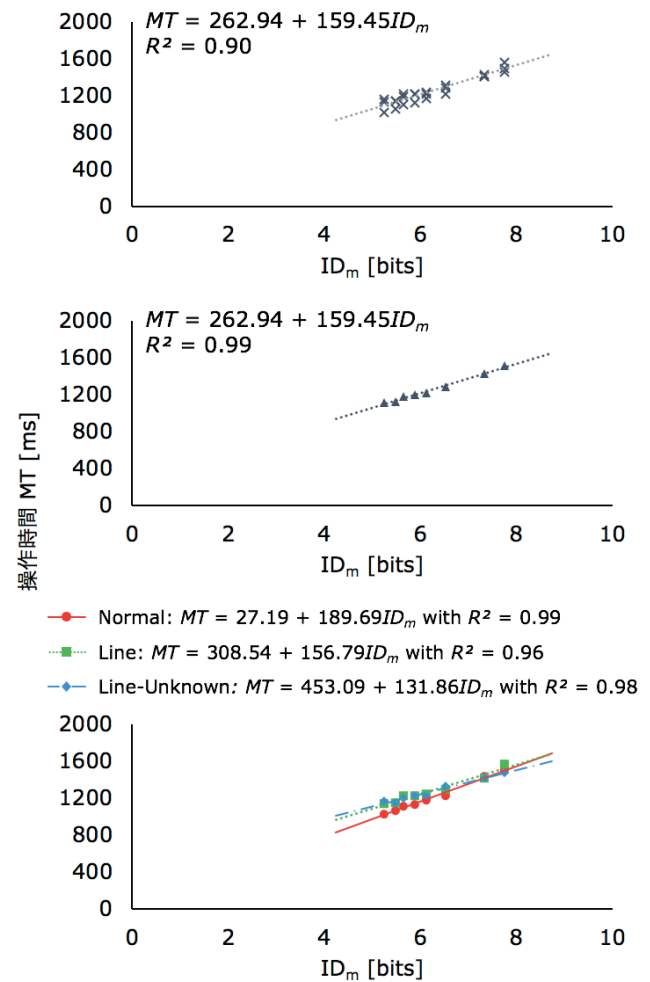 MT = 262.94 + 159.45IDm
R² = 0.90
2000
1600
1200
800
400
0
0 2 4 6 8 10
IDm [bits]
MT = 262.94 + 159.45IDm
R² = 0.99
2000
1600
1200
800
400
0
0 2 4 6 8 10
IDm [bits]
操作時間 MT [ms]
Normal: MT = 27.19 + 189.69IDm with R² = 0.99
Line: MT = 308.54 + 156.79IDm with R² = 0.96
Line-Unknown: MT = 453.09 + 131.86IDm with R² = 0.98
2000
1600
1200
800
400
0
0 2 4 6 8 10
IDm [bits]